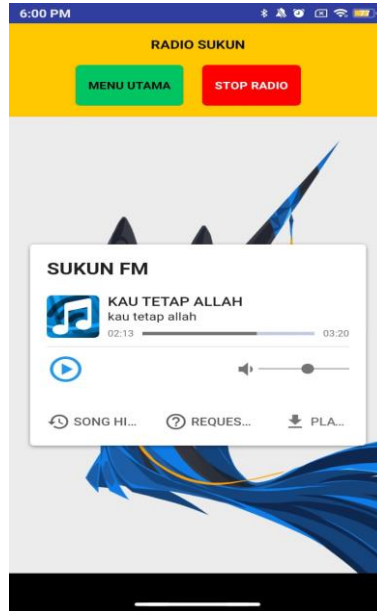 6:00 PM
RADIO SUKUN
MENU UTAMA
STOP RADIO
SUKUN FM
KAU TETAP ALLAH
kau tetap allah
02:13
03:20
SONG HI...
REQUES...
PLA...